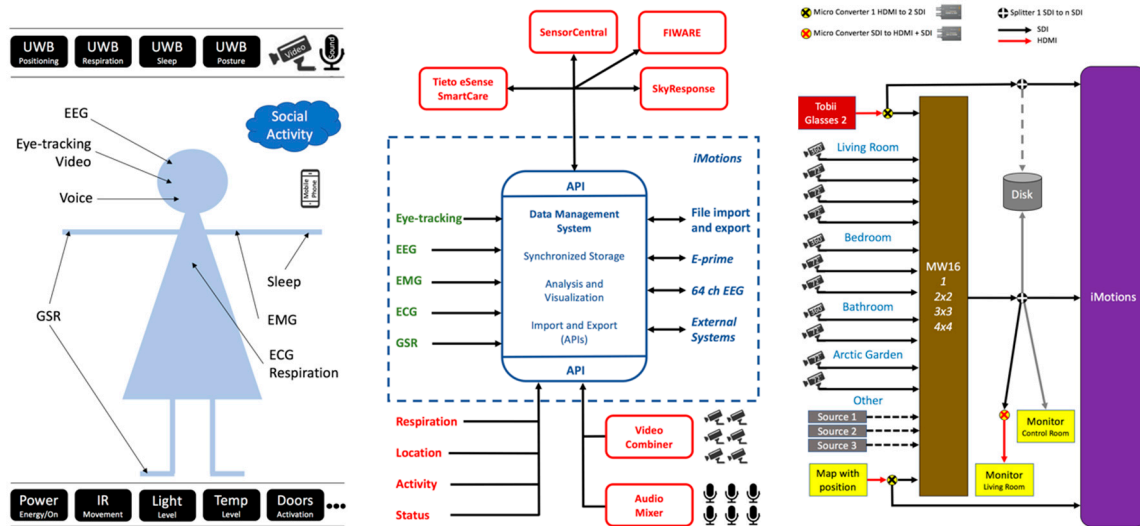 UWB
Positioning
UWB
Respiration
UWB
Sleep
UWB
Posture
Video
Sound
EEG
Eye-tracking
Video
Voice
Social
Activity
Mobile
Phone
GSR
Sleep
EMG
ECG
Respiration
Power
Energy/On
IR
Movement
Light
Level
Temp
Level
Doors
Activation
SensorCentral
FIWARE
Tieto eSense
SmartCare
SkyResponse
iMotions
API
Data Management
System
Synchronized Storage
Analysis and
Visualization
Import and Export
(APIs)
API
Eye-tracking
EEG
EMG
ECG
GSR
File import
and export
E-prime
64 ch EEG
External
Systems
Respiration
Location
Activity
Status
Video
Combiner
Audio
Mixer
Micro Converter 1 HDMI to 2 SDI
Micro Converter SDI to HDMI + SDI
Splitter 1 SDI to n SDI
SDI
HDMI
Tobii
Glasses 2
Living Room
Bedroom
Bathroom
Arctic Garden
Other
Source 1
Source 2
Source 3
Map with
position
MW16
1
2x2
3x3
4x4
Disk
Monitor
Control Room
Monitor
Living Room
iMotions